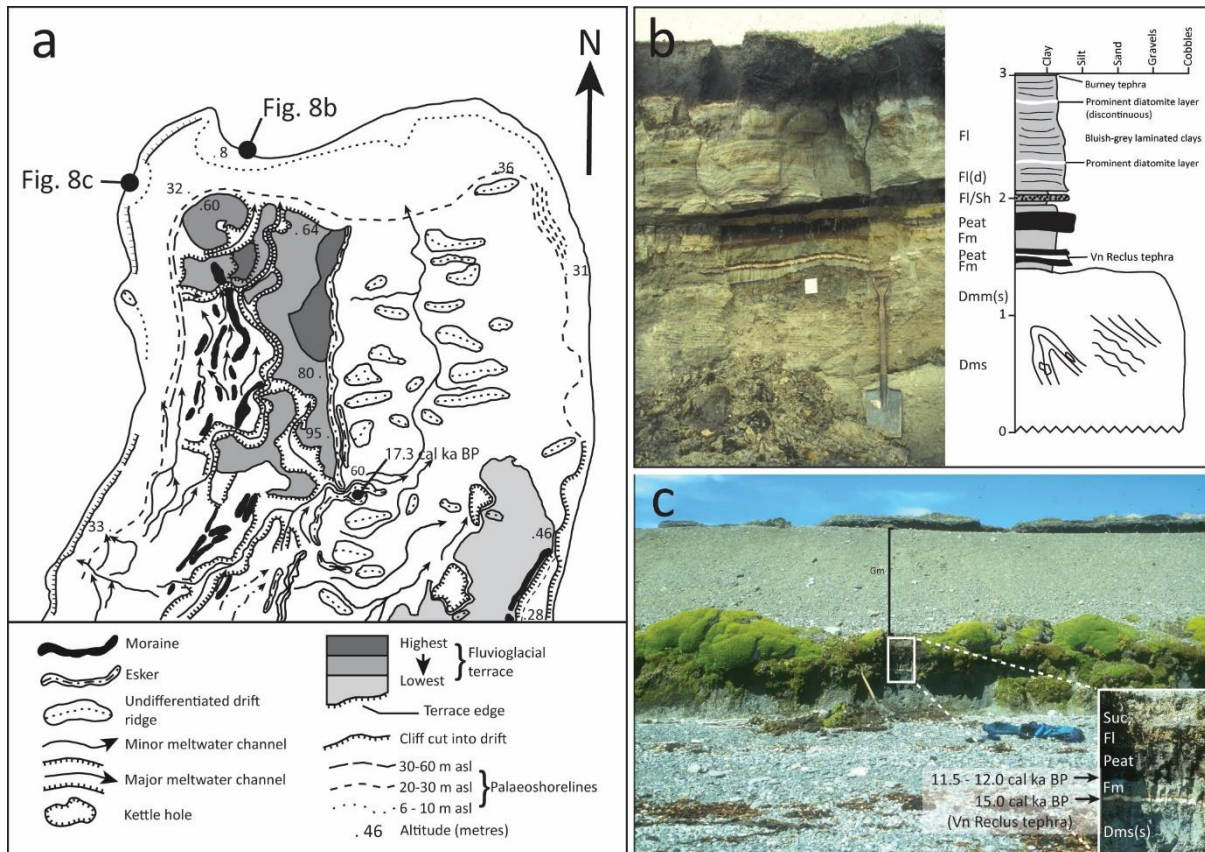 a
N
Fig. 8b
Fig. 8c
. 8
36
32
.60
. 64
31
80 .
95 .
60
17.3 cal ka BP
33
.46
.28
Moraine
Esker
Undifferentiated drift
ridge
Minor meltwater channel
Major meltwater channel
Kettle hole
Highest
Lowest
Fluvioglacial
terrace
Terrace edge
Cliff cut into drift
30-60 m asl
20-30 m asl
6 - 10 m asl
Palaeoshorelines
. 46 Altitude (metres)
b
Clay
Silt
Sand
Gravels
Cobbles
3
Burney tephra
Prominent diatomite layer
(discontinuous)
Fl
Bluish-grey laminated clays
Prominent diatomite layer
Fl(d)
Fl/Sh
2
Peat
Fm
Peat
Vn Reclus tephra
Fm
Dmm(s)
1
Dms
0
c
Gm
Suc,
Fl
Peat
11.5 - 12.0 cal ka BP
Fm
15.0 cal ka BP
(Vn Reclus tephra)
Dms(s)